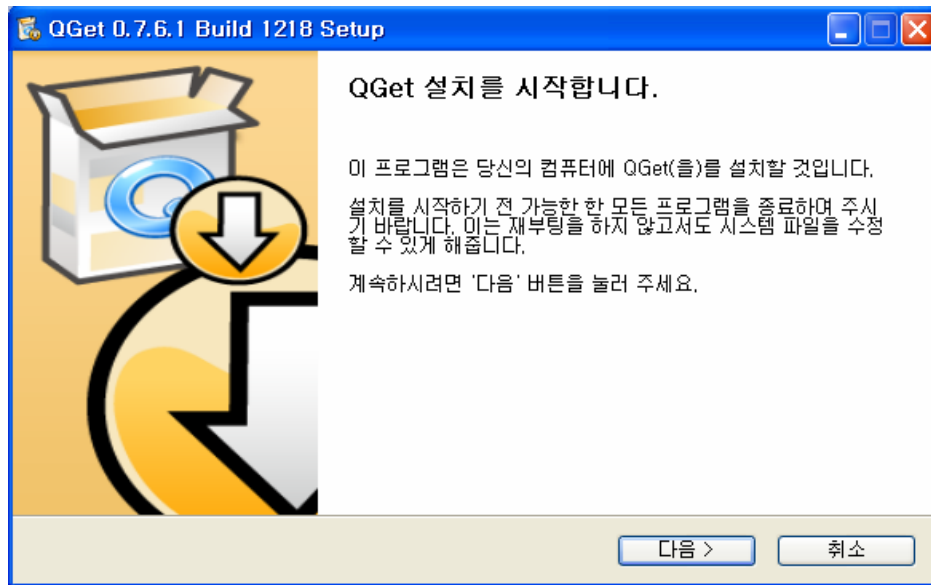 QGet 0.7.6.1 Build 1218 Setup
QGet 설치를 시작합니다.
이 프로그램은 당신의 컴퓨터에 QGet(을)를 설치할 것입니다.
설치를 시작하기 전 가능한 한 모든 프로그램을 종료하여 주시
기 바랍니다. 이는 재부팅을 하지 않고서도 시스템 파일을 수정
할 수 있게 해줍니다.
계속하시려면 '다음' 버튼을 눌러 주세요.
다음 >
취소